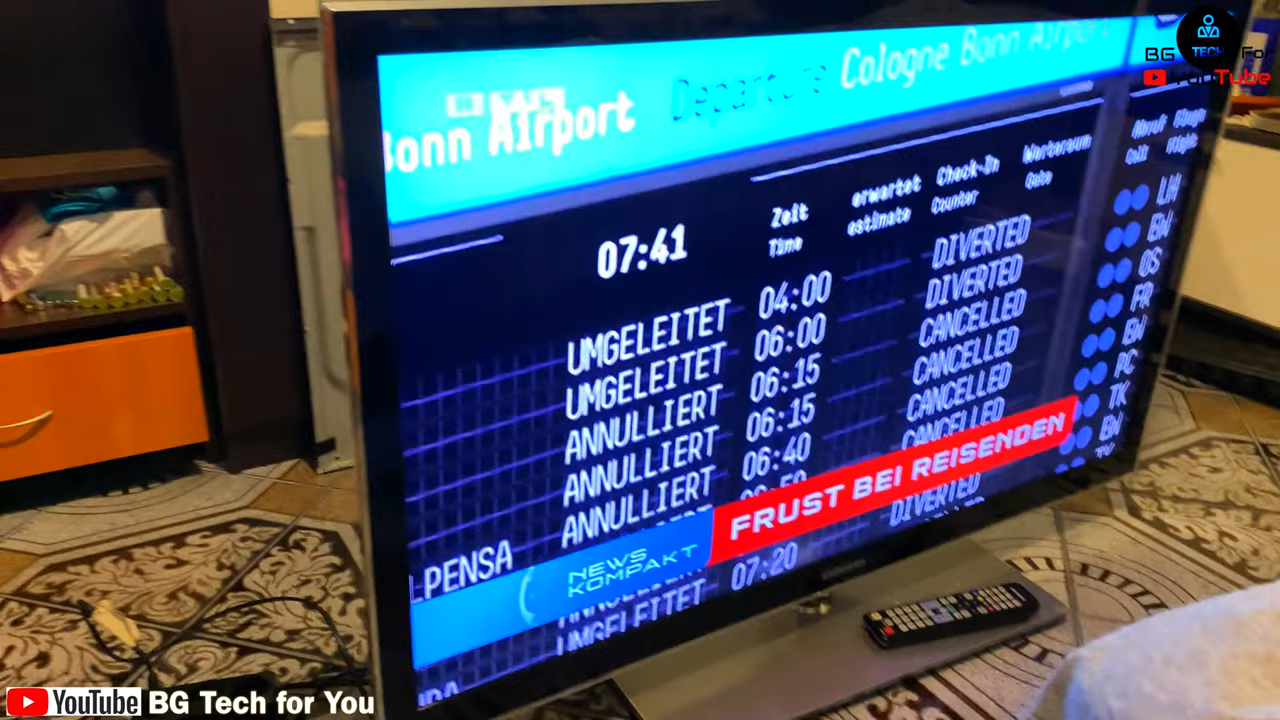 BG TECH For
YouTube
Departure Cologne Bonn Airport
Bonn Airport
07:41
Zeit
Time
erwartet
estimate
Check-In
Counter
Warteraum
Gate
Flight
UMGELEITET 04:00 DIVERTED LH
UMGELEITET 06:00 DIVERTED EW
ANNULLIERT 06:15 CANCELLED OS
ANNULLIERT 06:15 CANCELLED FR
ANNULLIERT 06:40 CANCELLED EW
CANCELLED PC
TK
LPENSA
NEWS
KOMPAKT
FRUST BEI REISENDEN
DIVERTED EW
07:20
UMGELEITET
YouTube BG Tech for You